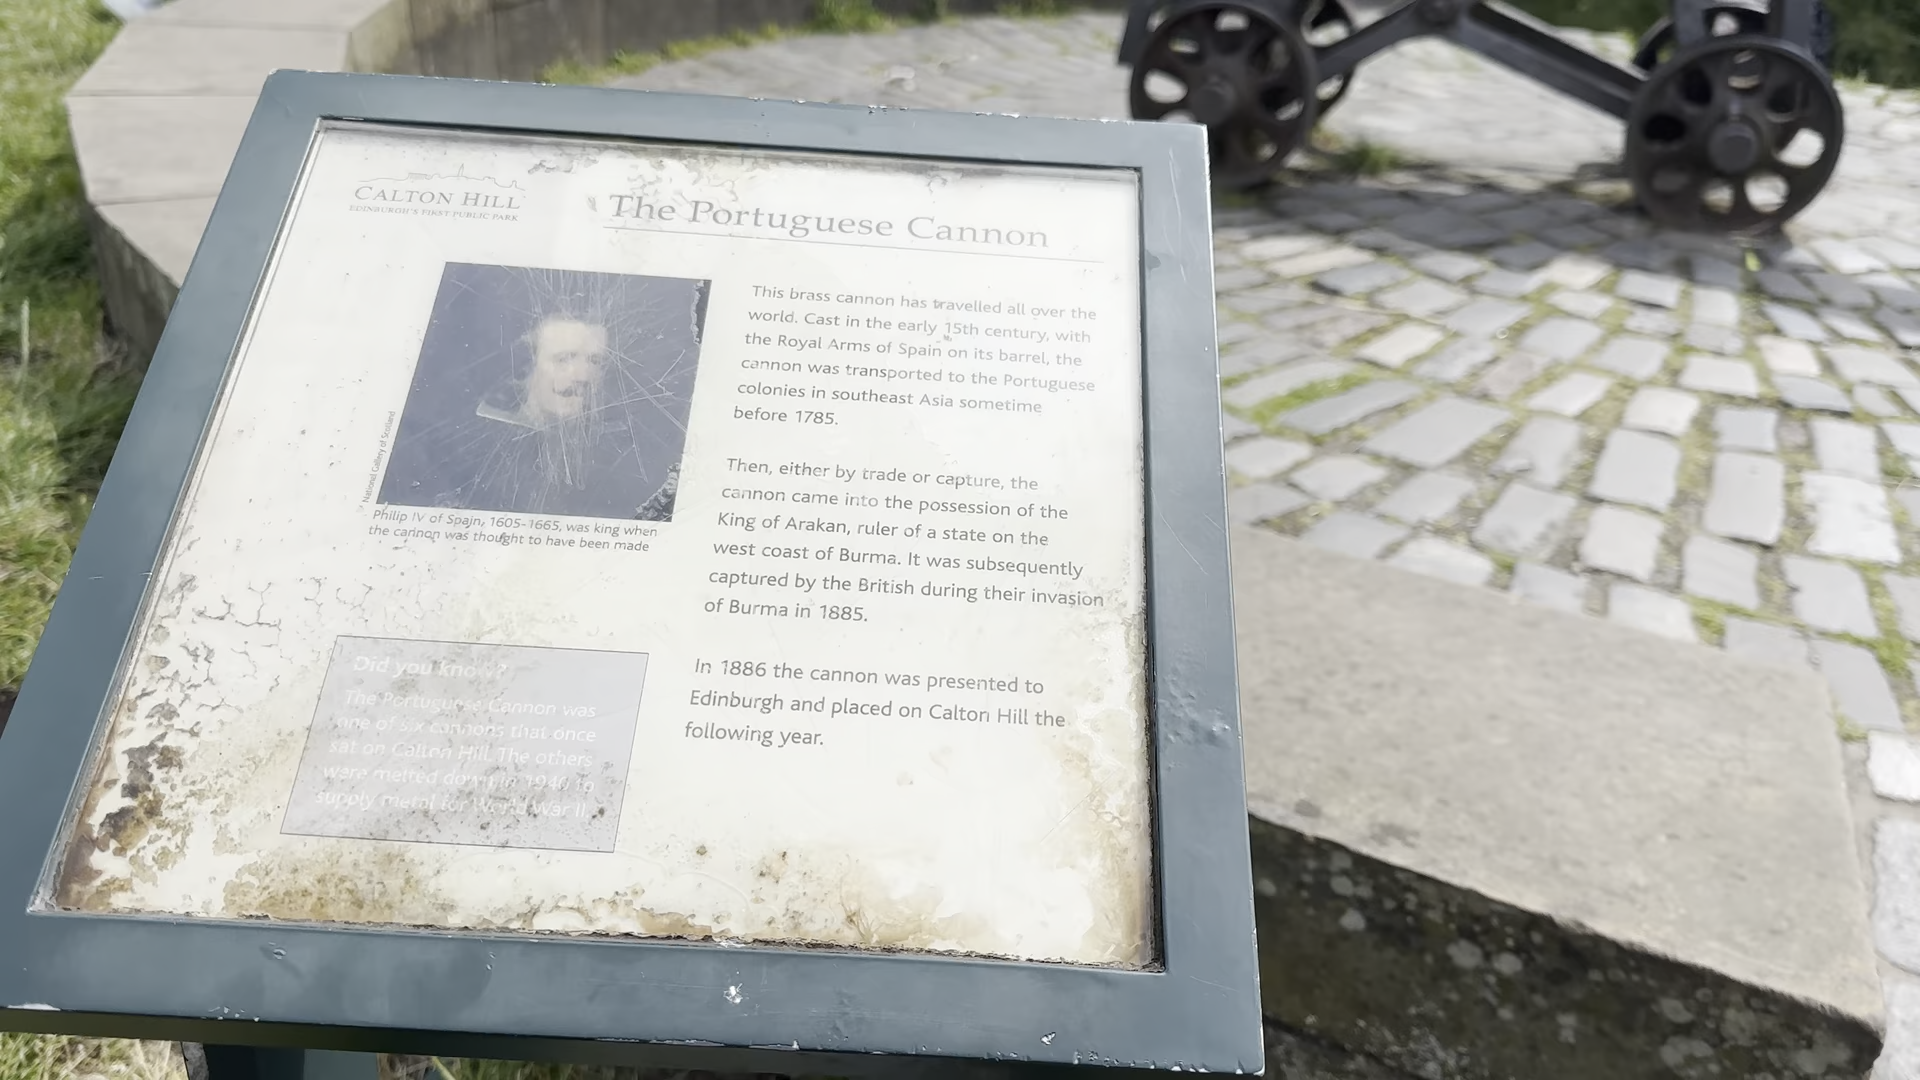 CALTON HILL
EDINBURGH'S FIRST PUBLIC PARK
The Portuguese Cannon
This brass cannon has travelled all over the
world. Cast in the early 15th century, with
the Royal Arms of Spain on its barrel, the
cannon was transported to the Portuguese
colonies in southeast Asia sometime
before 1785.
Then, either by trade or capture, the
cannon came into the possession of the
King of Arakan, ruler of a state on the
west coast of Burma. It was subsequently
captured by the British during their invasion
of Burma in 1885.
In 1886 the cannon was presented to
Edinburgh and placed on Calton Hill the
following year.
National Gallery of Scotland
Philip IV of Spain, 1605-1665, was king when
the cannon was thought to have been made
Did you know?
The Portuguese Cannon was
one of six cannons that once
sat on Calton Hill. The others
were melted down in 1940 to
supply metal for World War II.